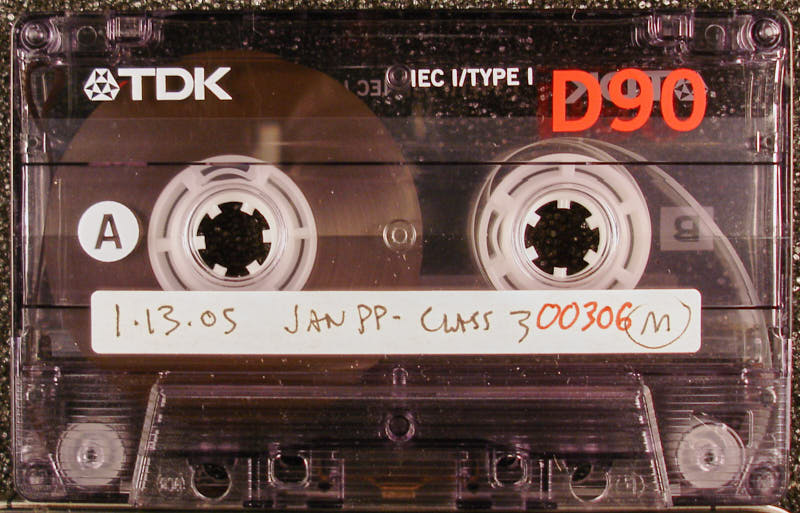 TDK IEC I/TYPE I D90
A B
1.13.05 JAN PP- CLASS 3 00306 (M)